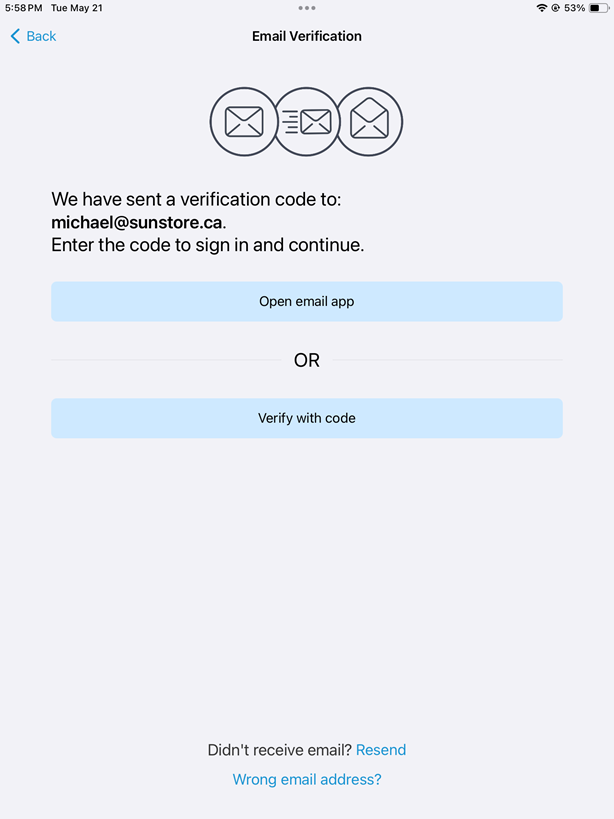 5:58 PM Tue May 21
53%
Back
Email Verification
We have sent a verification code to:
michael@sunstore.ca.
Enter the code to sign in and continue.
Open email app
OR
Verify with code
Didn't receive email? Resend
Wrong email address?